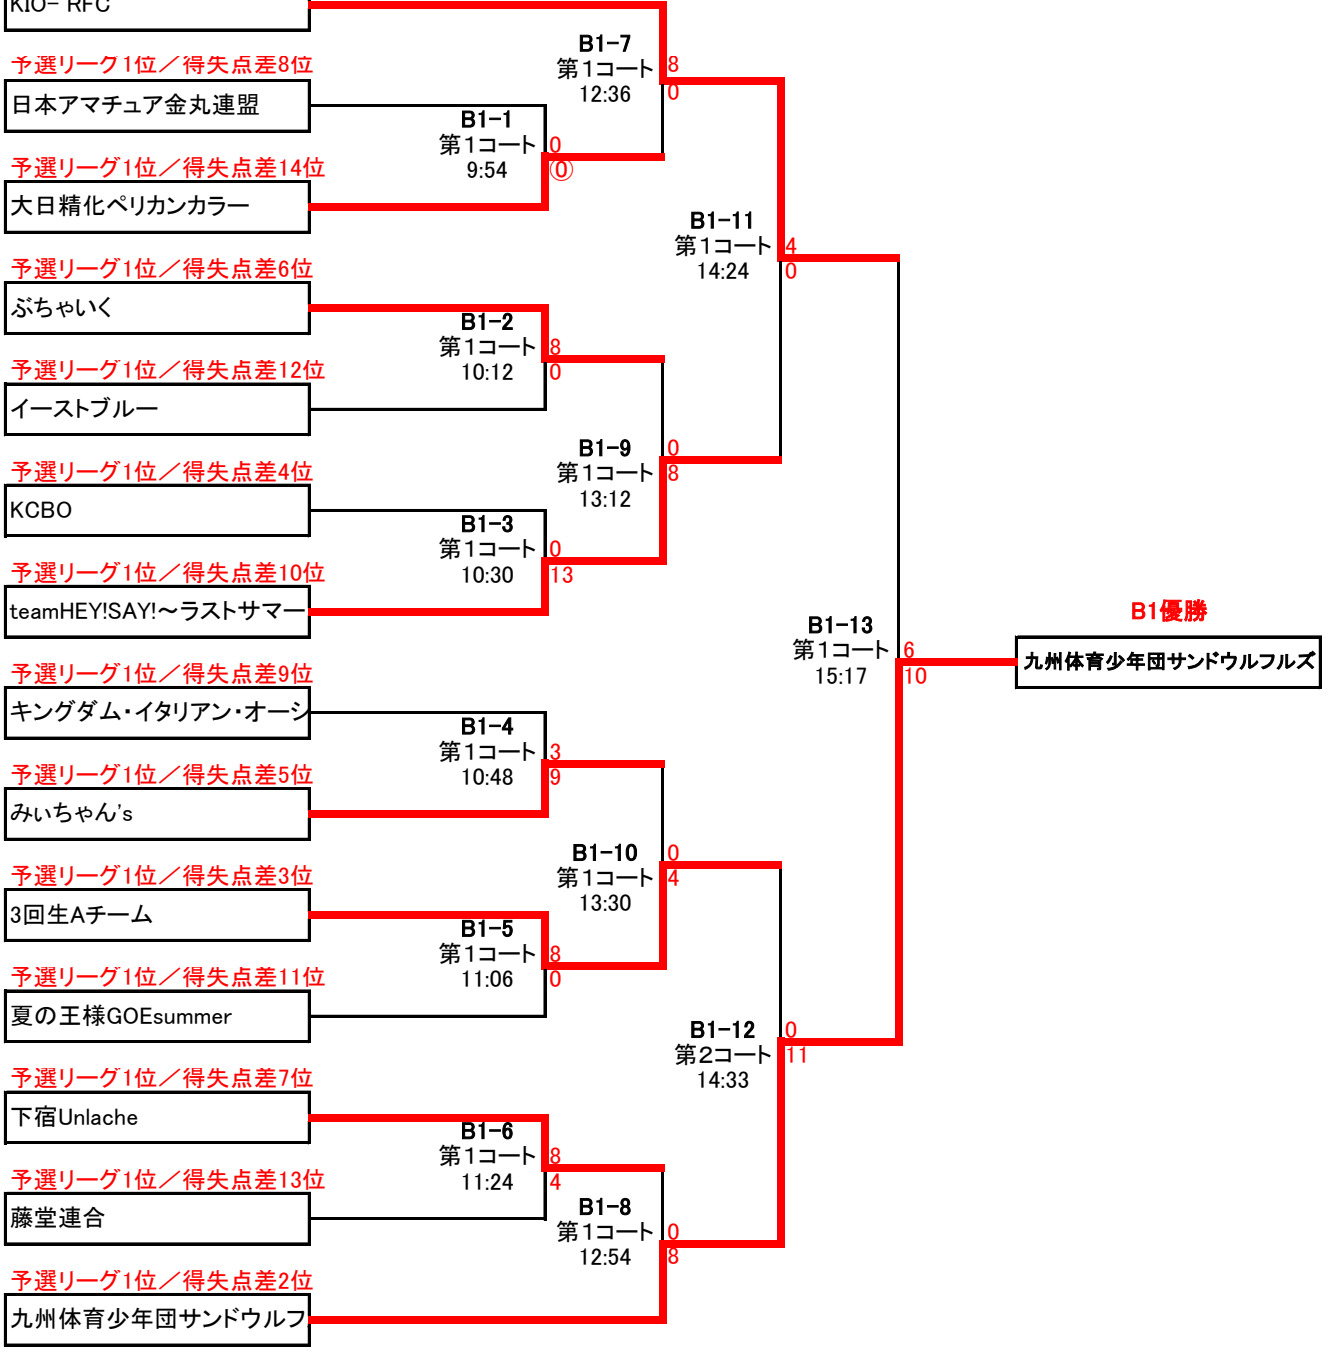 KIO- RFC
B1-7
第1コート
12:36
8
0
予選リーグ1位／得失点差8位
日本アマチュア金丸連盟
B1-1
第1コート
9:54
0
⓪
予選リーグ1位／得失点差14位
大日精化ペリカンカラー
B1-11
第1コート
14:24
4
0
予選リーグ1位／得失点差6位
ぶちゃいく
B1-2
第1コート
10:12
8
0
予選リーグ1位／得失点差12位
イーストブルー
B1-9
第1コート
13:12
0
8
予選リーグ1位／得失点差4位
KCBO
B1-3
第1コート
10:30
0
13
予選リーグ1位／得失点差10位
teamHEY!SAY!～ラストサマー
B1優勝
九州体育少年団サンドウルフルズ
B1-13
第1コート
15:17
6
10
予選リーグ1位／得失点差9位
キングダム・イタリアン・オーシ
B1-4
第1コート
10:48
3
9
予選リーグ1位／得失点差5位
みぃちゃん's
B1-10
第1コート
13:30
0
4
予選リーグ1位／得失点差3位
3回生Aチーム
B1-5
第1コート
11:06
8
0
予選リーグ1位／得失点差11位
夏の王様GOEsummer
B1-12
第2コート
14:33
0
11
予選リーグ1位／得失点差7位
下宿Unlache
B1-6
第1コート
11:24
8
4
予選リーグ1位／得失点差13位
藤堂連合
B1-8
第1コート
12:54
0
8
予選リーグ1位／得失点差2位
九州体育少年団サンドウルフ